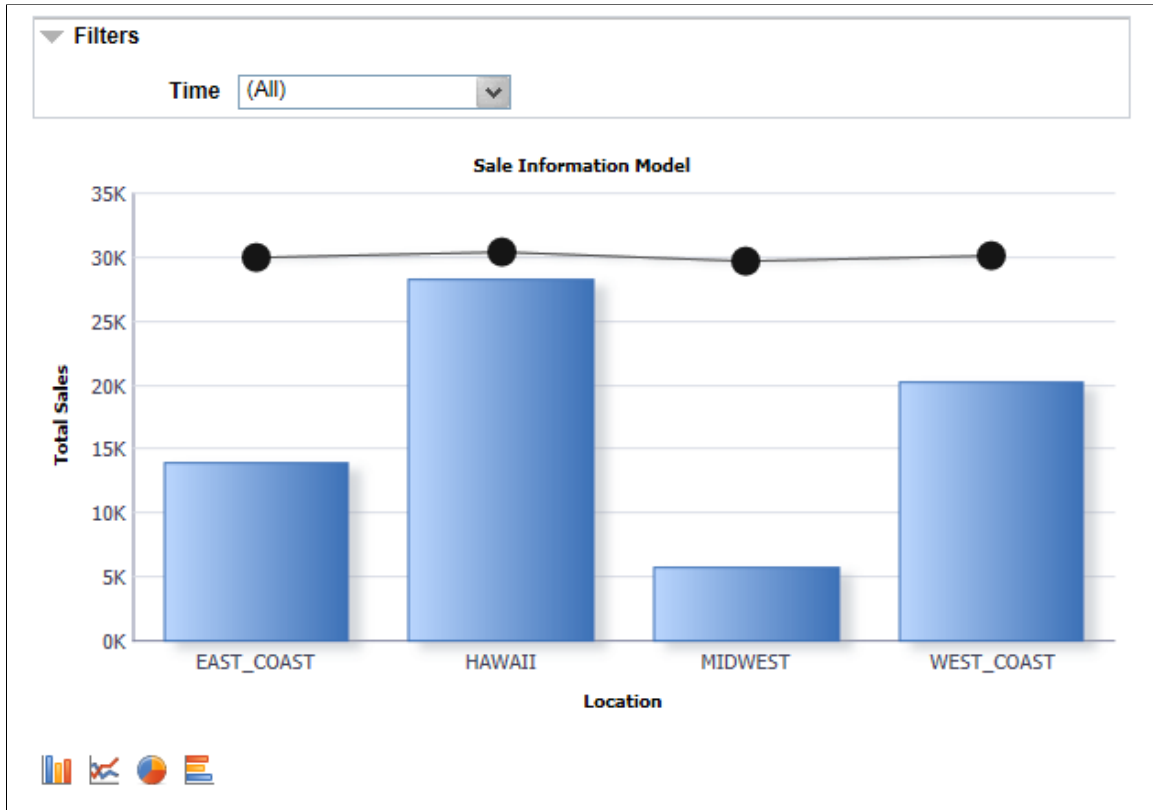 Filters
Time (All)
Sale Information Model
35K
30K
25K
20K
15K
10K
5K
0K
Total Sales
EAST_COAST HAWAII MIDWEST WEST_COAST
Location